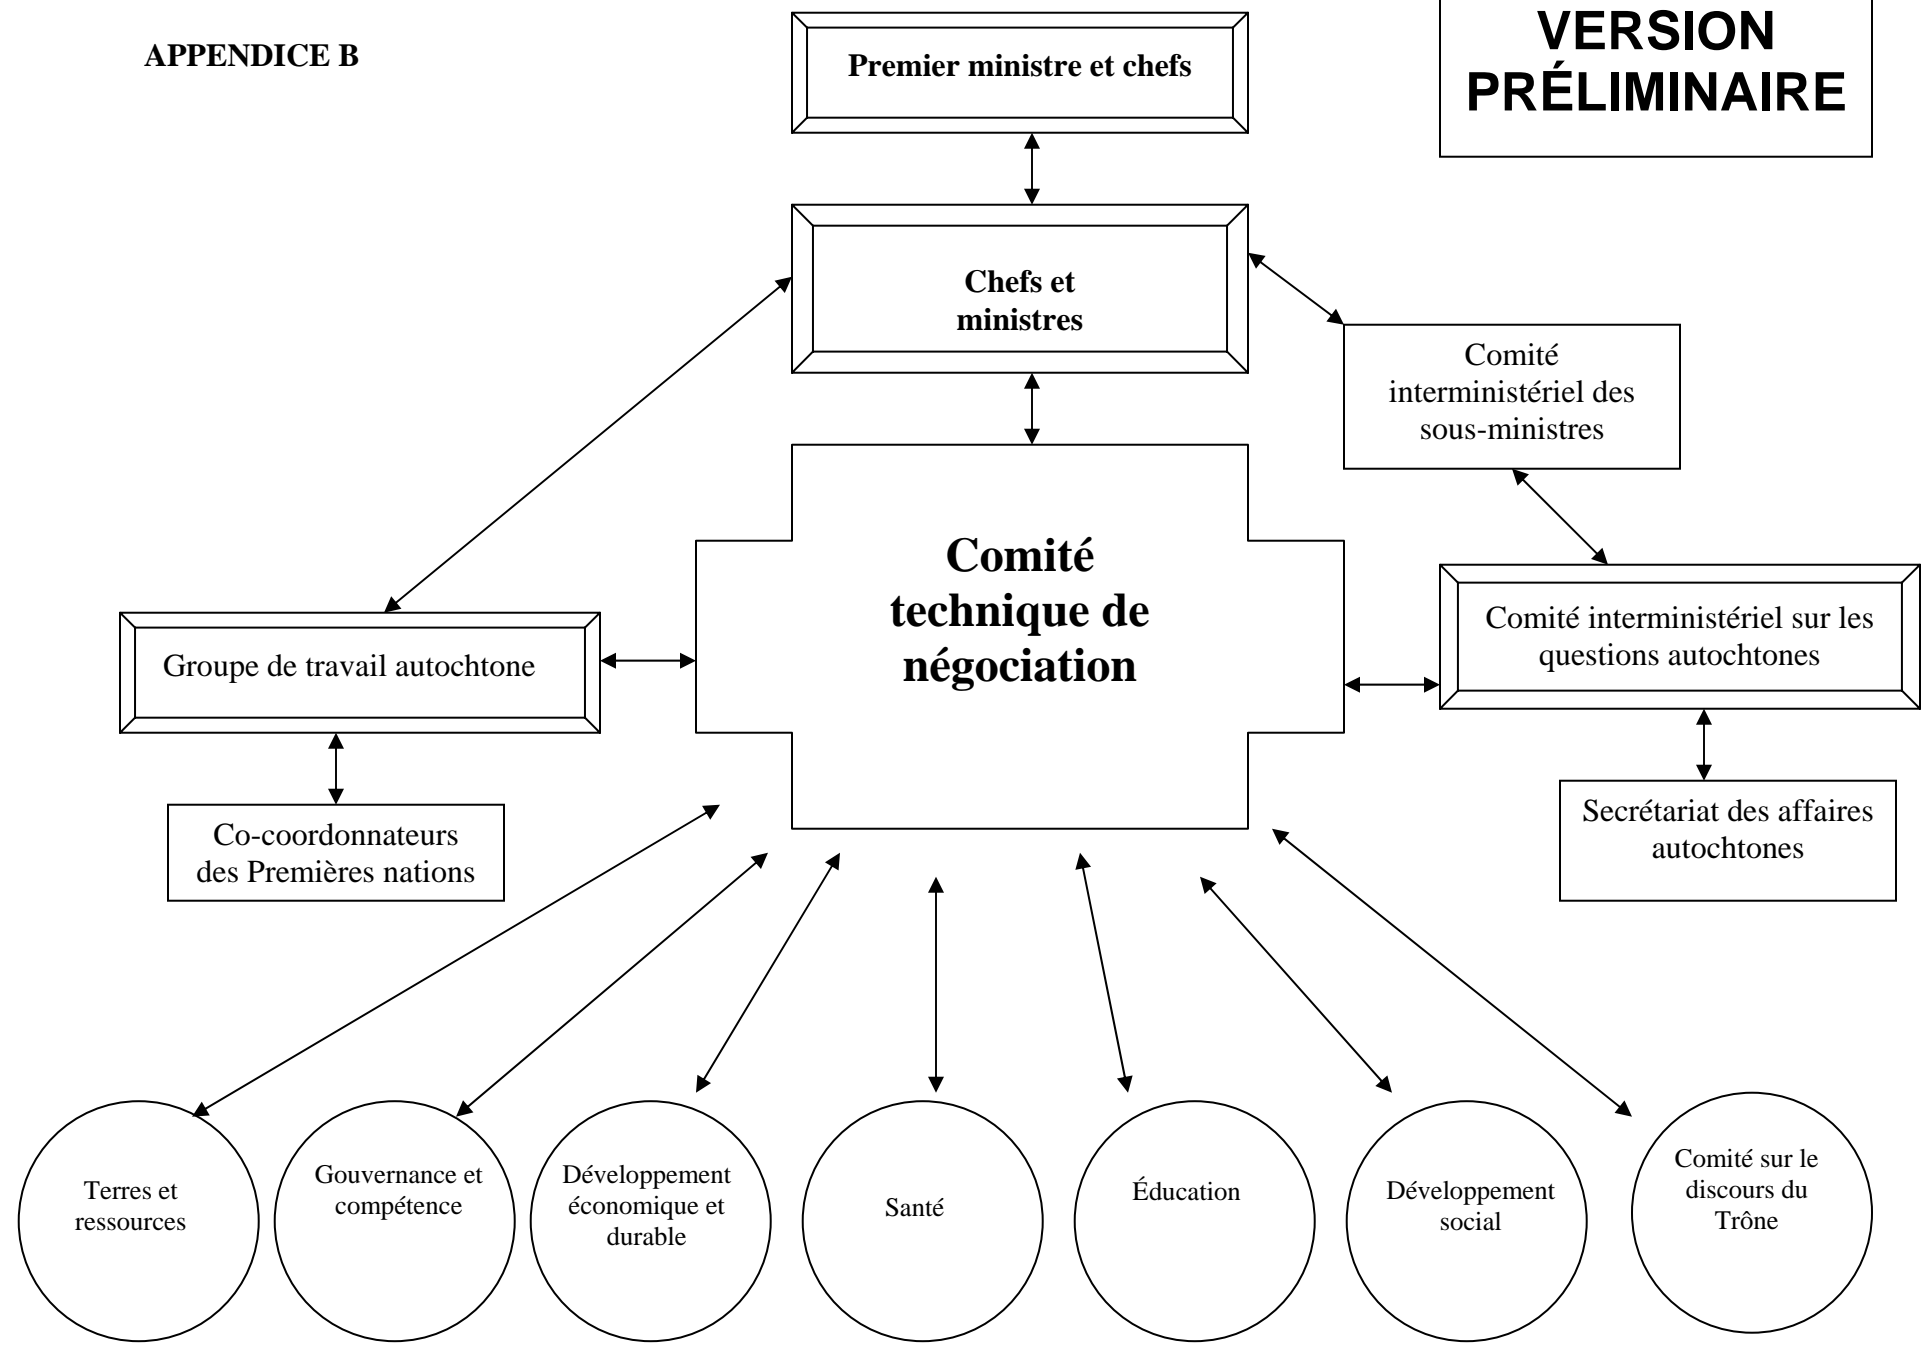 APPENDICE B
Premier ministre et chefs
VERSION
PRÉLIMINAIRE
Chefs et
ministres
Comité
interministériel des
sous-ministres
Comité
technique de
négociation
Groupe de travail autochtone
Comité interministériel sur les
questions autochtones
Co-coordonnateurs
des Premières nations
Secrétariat des affaires
autochtones
Terres et
ressources
Gouvernance et
compétence
Développement
économique et
durable
Santé
Éducation
Développement
social
Comité sur le
discours du
Trône